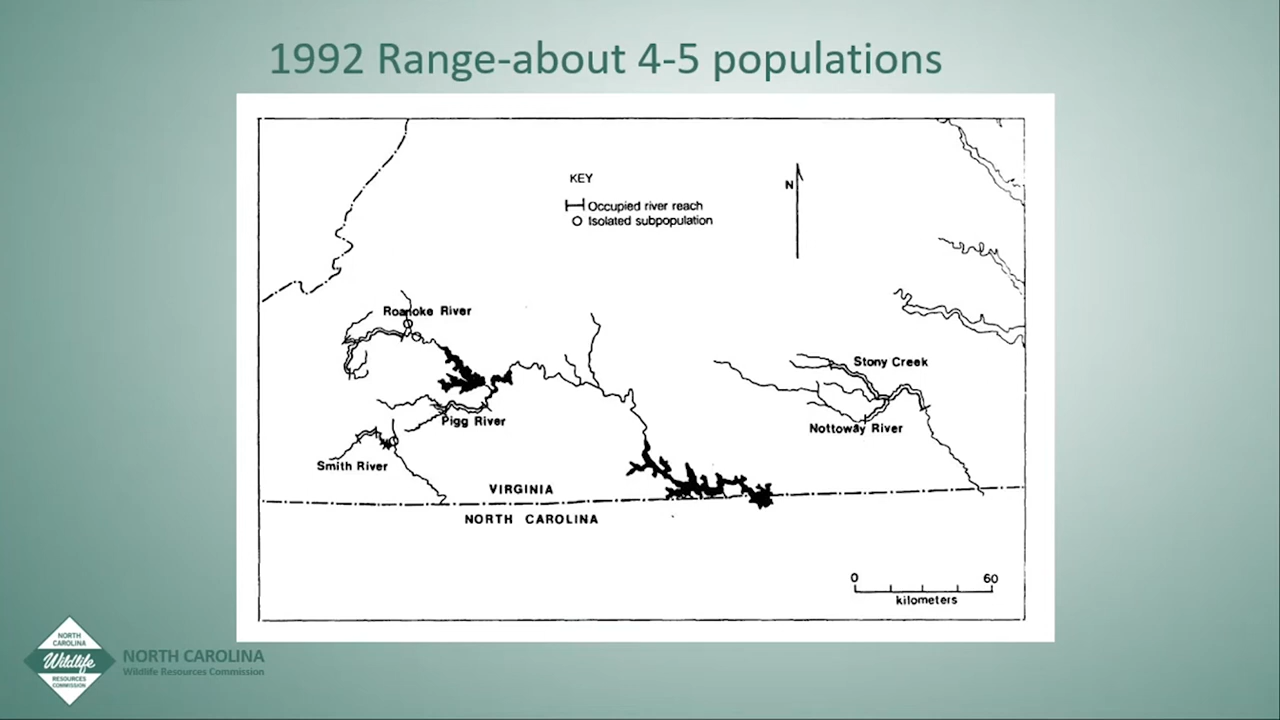 1992 Range-about 4-5 populations
KEY
Occupied river reach
Isolated subpopulation
N
Roanoke River
Stony Creek
Pigg River
Nottoway River
Smith River
VIRGINIA
NORTH CAROLINA
0 60
kilometers
NORTH
CAROLINA
Wildlife
RESOURCES
COMMISSION
NORTH CAROLINA
Wildlife Resources Commission